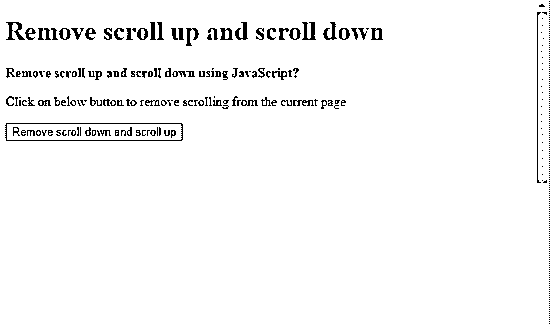 Remove scroll up and scroll down
Remove scroll up and scroll down using JavaScript?
Click on below button to remove scrolling from the current page
Remove scroll down and scroll up